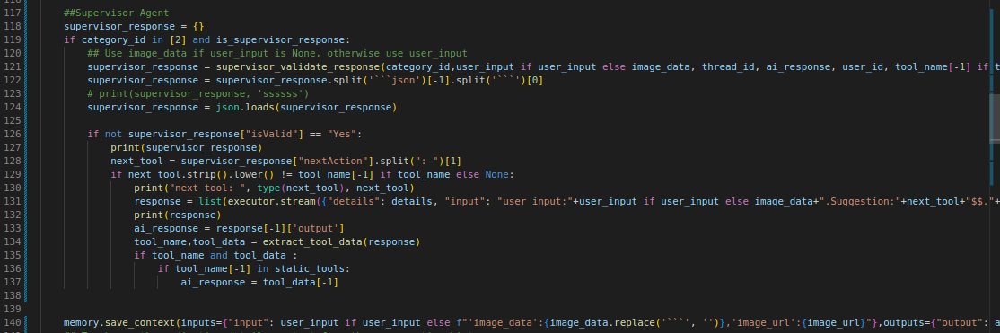 117 ##Supervisor Agent
118 supervisor_response = {}
119 if category_id in [2] and is_supervisor_response:
120 ## Use image_data if user_input is None, otherwise use user_input
121 supervisor_response = supervisor_validate_response(category_id,user_input if user_input else image_data, thread_id, ai_response, user_id, tool_name[-1] if t
122 supervisor_response = supervisor_response.split('```json')[-1].split('```')[0]
123 # print(supervisor_response, 'ssssss')
124 supervisor_response = json.loads(supervisor_response)
125
126 if not supervisor_response["isValid"] == "Yes":
127 print(supervisor_response)
128 next_tool = supervisor_response["nextAction"].split(": ")[1]
129 if next_tool.strip().lower() != tool_name[-1] if tool_name else None:
130 print("next tool: ", type(next_tool), next_tool)
131 response = list(executor.stream({"details": details, "input": "user input:"+user_input if user_input else image_data+".Suggestion:"+next_tool+"$$."+
132 print(response)
133 ai_response = response[-1]['output']
134 tool_name,tool_data = extract_tool_data(response)
135 if tool_name and tool_data :
136 if tool_name[-1] in static_tools:
137 ai_response = tool_data[-1]
138
139
140 memory.save_context(inputs={"input": user_input if user_input else f"'image_data':{image_data.replace('```', '')},'image_url':{image_url}"},outputs={"output": a